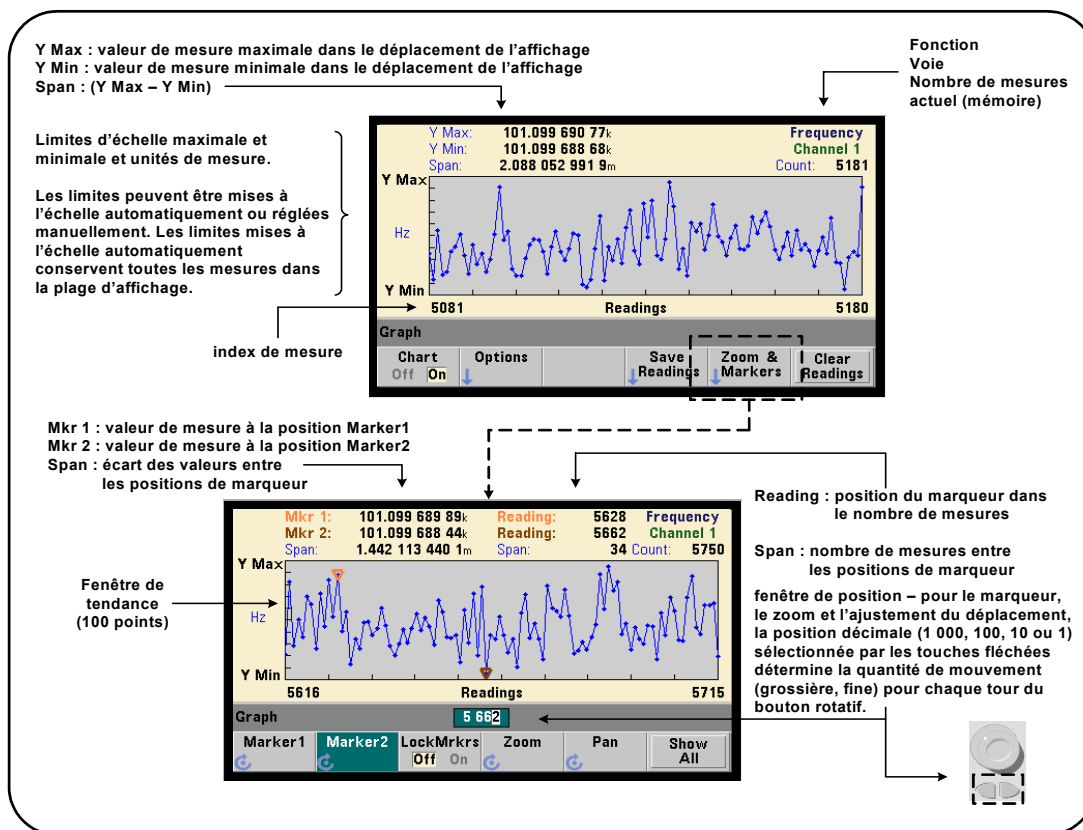 Y Max : valeur de mesure maximale dans le déplacement de l'affichage
Y Min : valeur de mesure minimale dans le déplacement de l'affichage
Span : (Y Max – Y Min)
Fonction
Voie
Nombre de mesures
actuel (mémoire)
Limites d'échelle maximale et
minimale et unités de mesure.
Les limites peuvent être mises à
l'échelle automatiquement ou réglées
manuellement. Les limites mises à
l'échelle automatiquement
conservent toutes les mesures dans
la plage d'affichage.
index de mesure
Y Max: 101.099 690 77k Frequency
Y Min: 101.099 688 68k Channel 1
Span: 2.088 052 991 9m Count: 5181
Y Max
Hz
Y Min
5081 Readings 5180
Graph
Chart Options Save Zoom & Clear
Off On Readings Markers Readings
Mkr 1 : valeur de mesure à la position Marker1
Mkr 2 : valeur de mesure à la position Marker2
Span : écart des valeurs entre
les positions de marqueur
Mkr 1: 101.099 689 89k Reading: 5628 Frequency
Mkr 2: 101.099 688 44k Reading: 5662 Channel 1
Span: 1.442 113 440 1m Span: 34 Count: 5750
Y Max
Hz
Y Min
5616 Readings 5715
Graph 5 662
Marker1 Marker2 LockMrkrs Zoom Pan Show
Off On All
Fenêtre de
tendance
(100 points)
Reading : position du marqueur dans
le nombre de mesures
Span : nombre de mesures entre
les positions de marqueur
fenêtre de position – pour le marqueur,
le zoom et l'ajustement du déplacement,
la position décimale (1 000, 100, 10 ou 1)
sélectionnée par les touches fléchées
détermine la quantité de mouvement
(grossière, fine) pour chaque tour du
bouton rotatif.